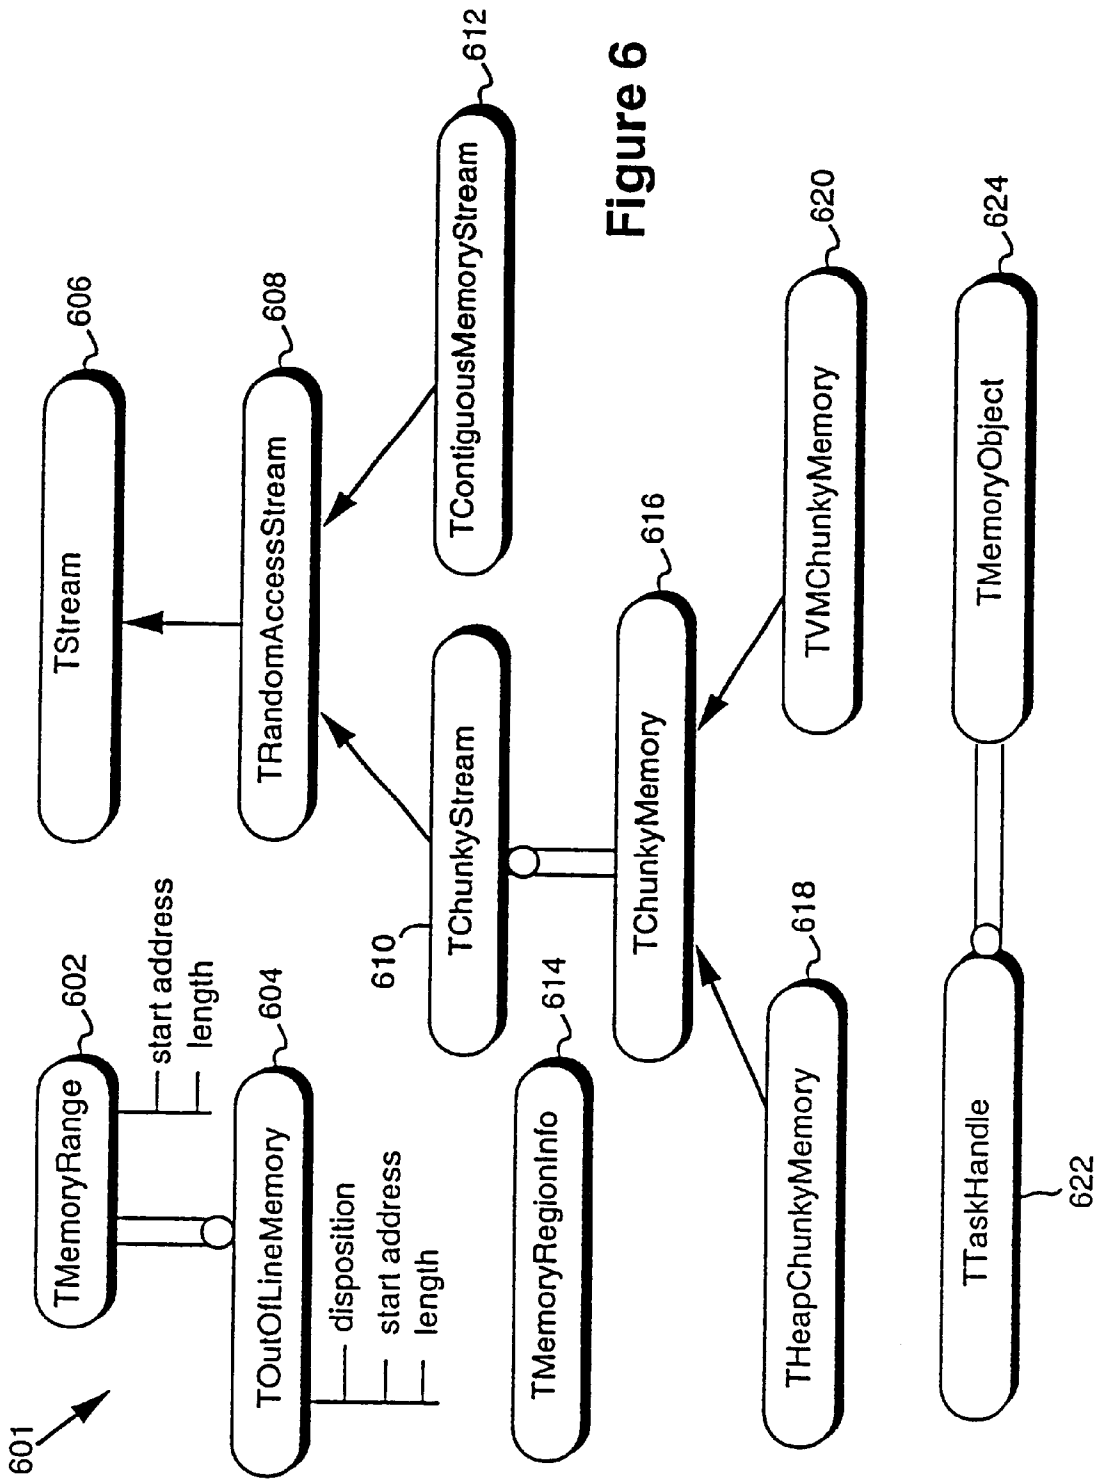 601
TMemoryRange
602
start address
length
TOutOfLineMemory
604
disposition
start address
length
TStream
606
TRandomAccessStream
608
610
TChunkyStream
TContiguousMemoryStream
612
TMemoryRegionInfo
614
TChunkyMemory
616
THeapChunkyMemory
618
TVMChunkyMemory
620
TTaskHandle
622
TMemoryObject
624
Figure 6